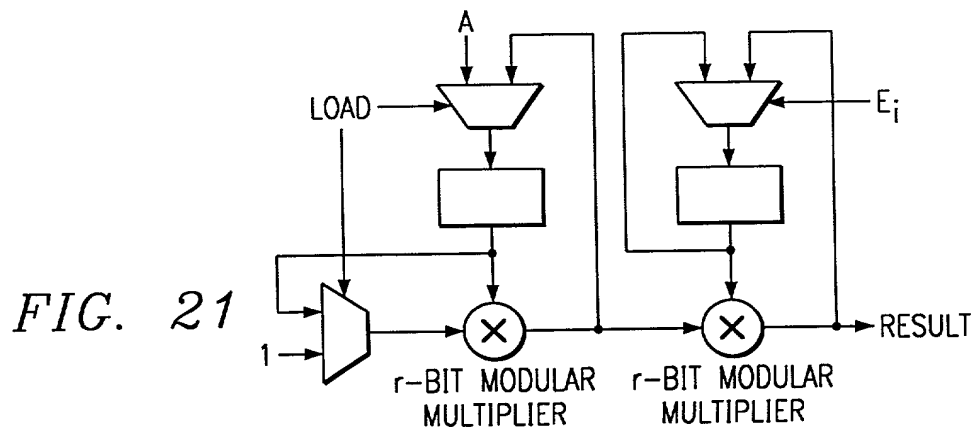 A
LOAD
E_i
FIG. 21
1
RESULT
r-BIT MODULAR
MULTIPLIER
r-BIT MODULAR
MULTIPLIER